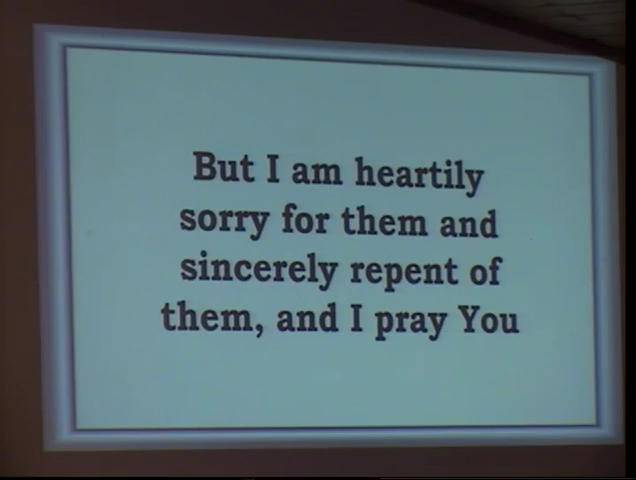 But I am heartily
sorry for them and
sincerely repent of
them, and I pray You